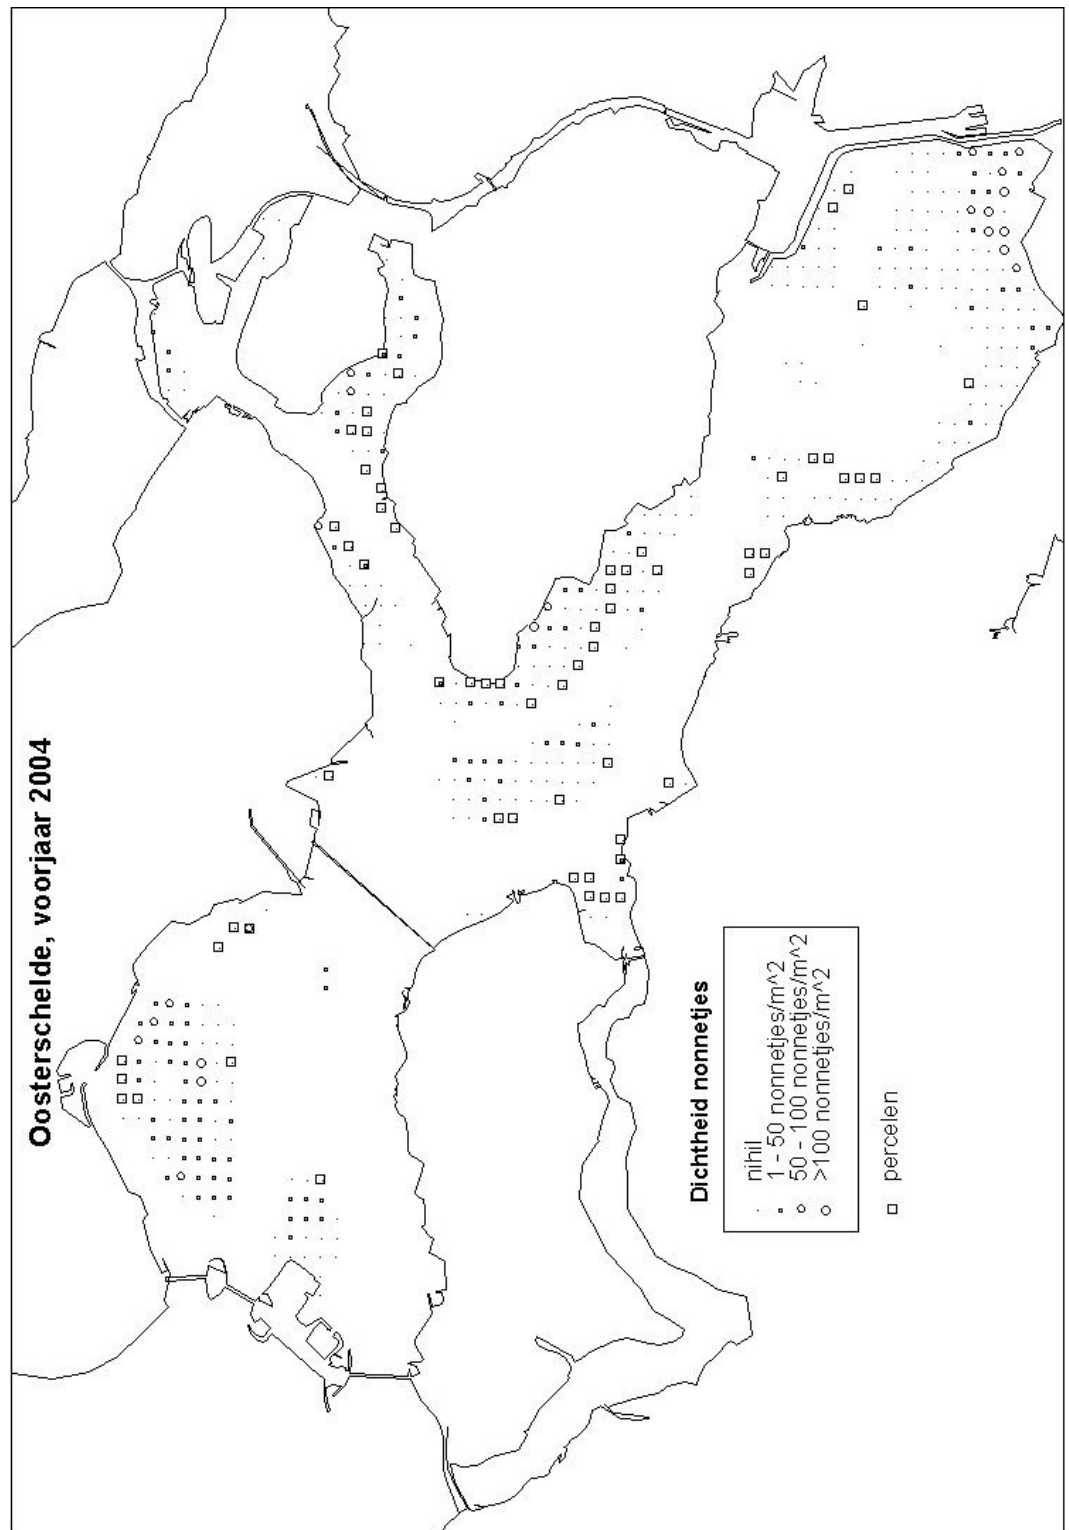 Oosterschelde, voorjaar 2004
Dichtheid nonnetjes
nihil
1 - 50 nonnetjes/m^2
50 - 100 nonnetjes/m^2
>100 nonnetjes/m^2
percelen